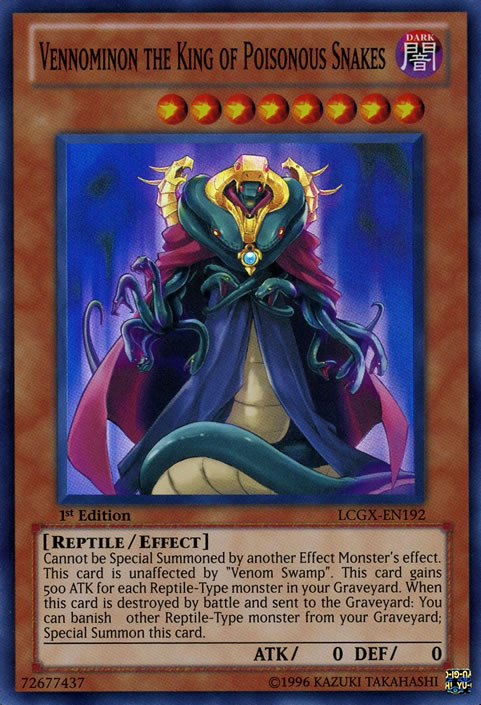 VENNOMINON THE KING OF POISONOUS SNAKES
DARK
闇
1st Edition
LCGX-EN192
[REPTILE / EFFECT]
Cannot be Special Summoned by another Effect Monster's effect.
This card is unaffected by "Venom Swamp". This card gains
500 ATK for each Reptile-Type monster in your Graveyard. When
this card is destroyed by battle and sent to the Graveyard: You
can banish other Reptile-Type monster from your Graveyard;
Special Summon this card.
ATK/ 0 DEF/ 0
72677437
©1996 KAZUKI TAKAHASHI